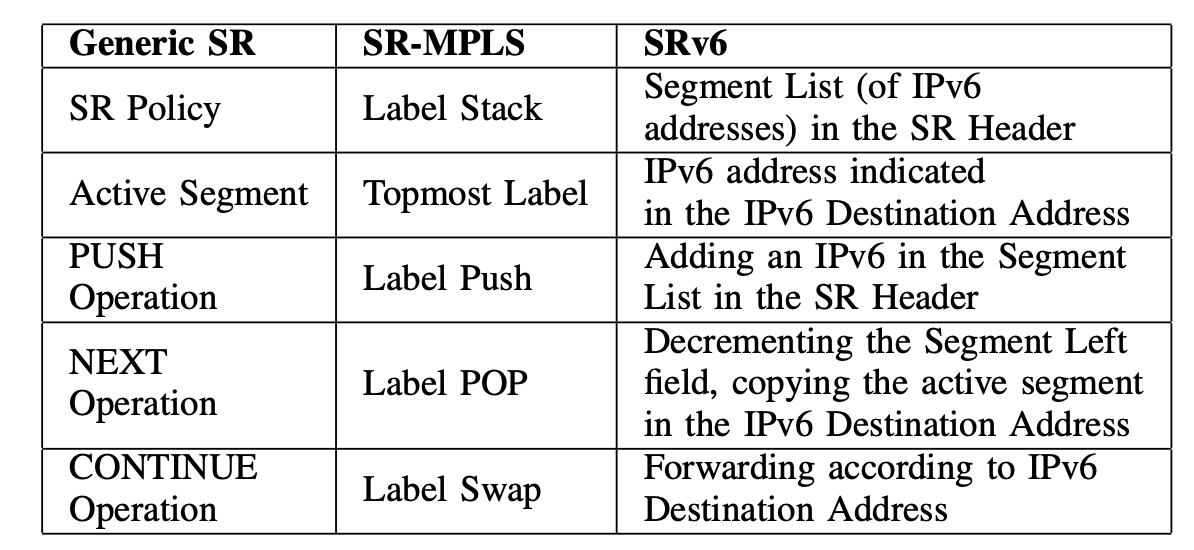 Generic SR
SR-MPLS
SRv6
SR Policy
Label Stack
Segment List (of IPv6
addresses) in the SR Header
Active Segment
Topmost Label
IPv6 address indicated
in the IPv6 Destination Address
PUSH
Operation
Label Push
Adding an IPv6 in the Segment
List in the SR Header
NEXT
Operation
Label POP
Decrementing the Segment Left
field, copying the active segment
in the IPv6 Destination Address
CONTINUE
Operation
Label Swap
Forwarding according to IPv6
Destination Address